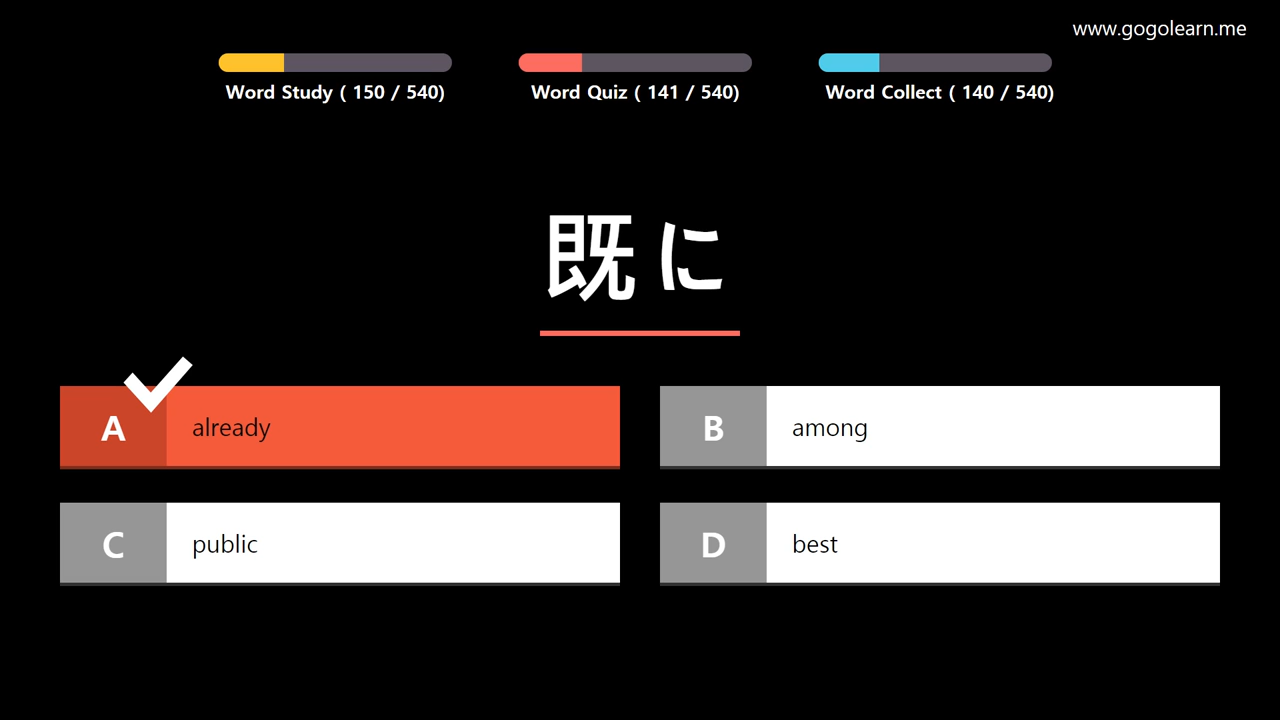 www.gogolearn.me
Word Study ( 150 / 540)
Word Quiz ( 141 / 540)
Word Collect ( 140 / 540)
既に
A already
B among
C public
D best